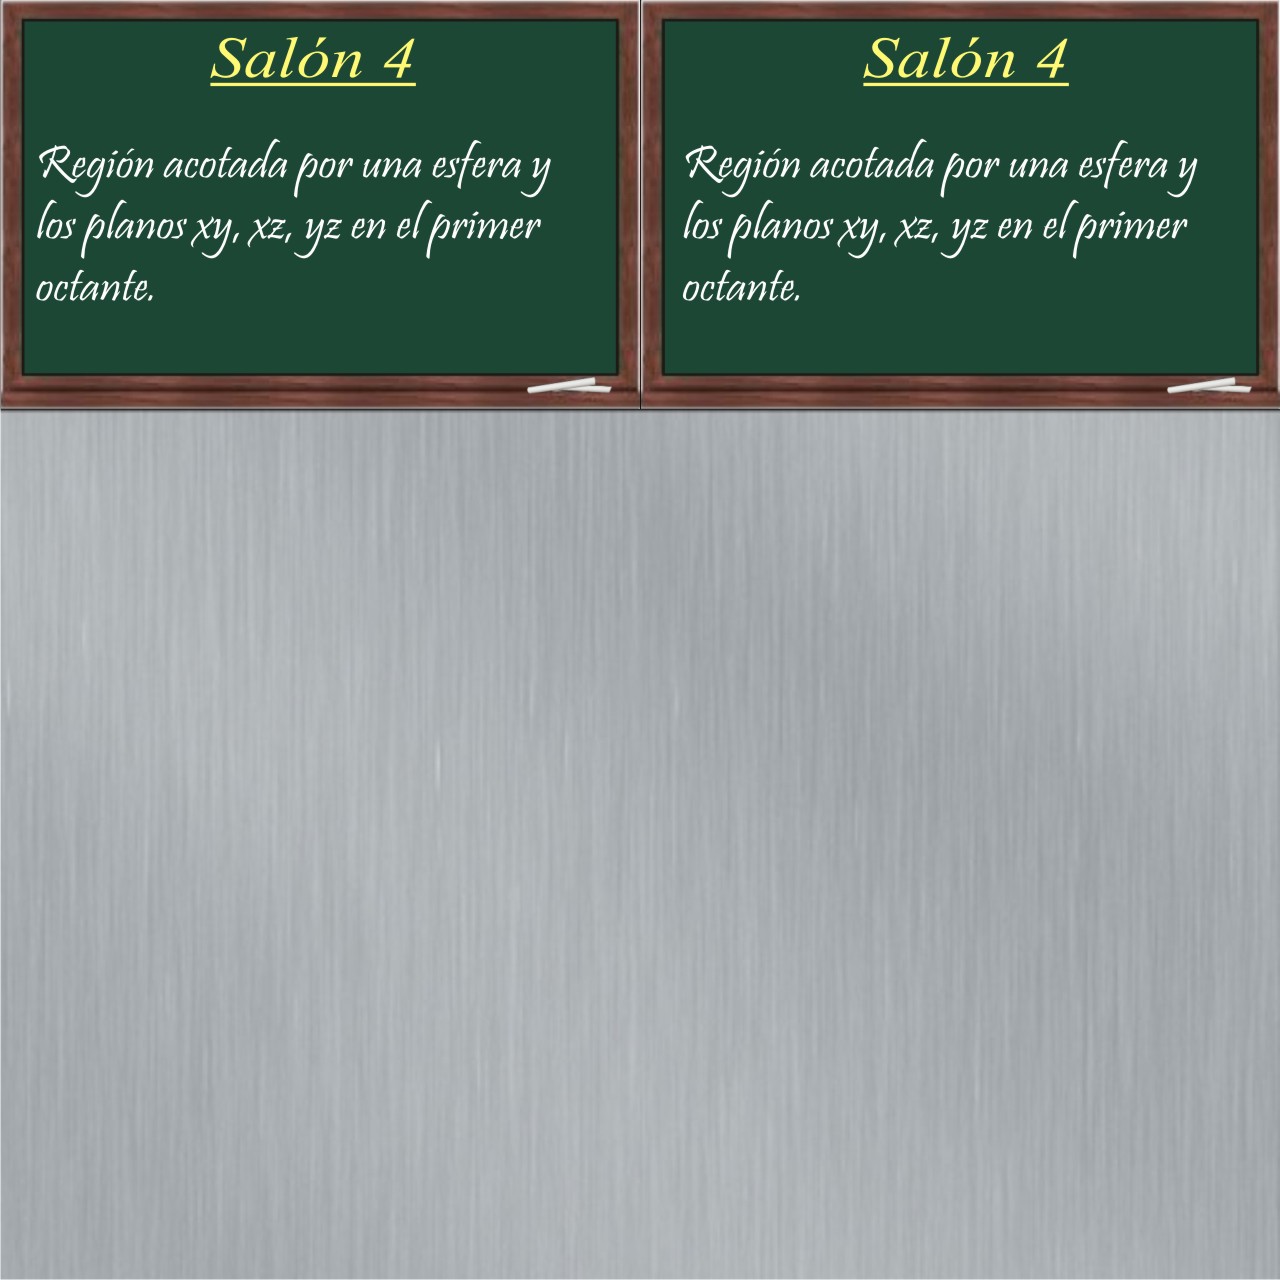 Salón 4
Región acotada por una esfera y
los planos xy, xz, yz en el primer
octante.
Salón 4
Región acotada por una esfera y
los planos xy, xz, yz en el primer
octante.